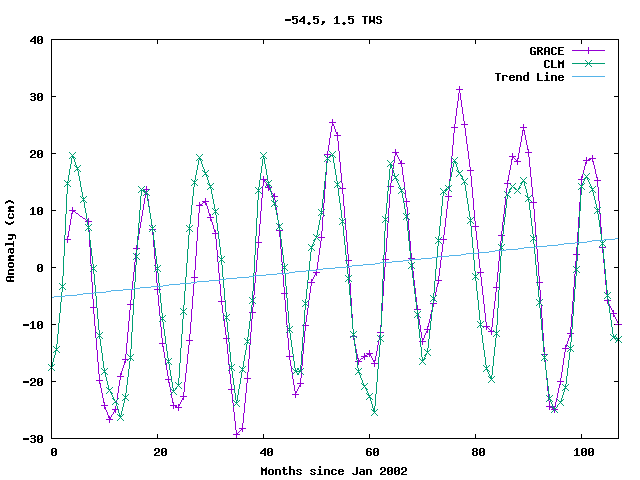 -54.5, 1.5 TWS
GRACE
CLM
Trend Line
40
30
20
10
0
-10
-20
-30
Anomaly (cm)
0 20 40 60 80 100
Months since Jan 2002